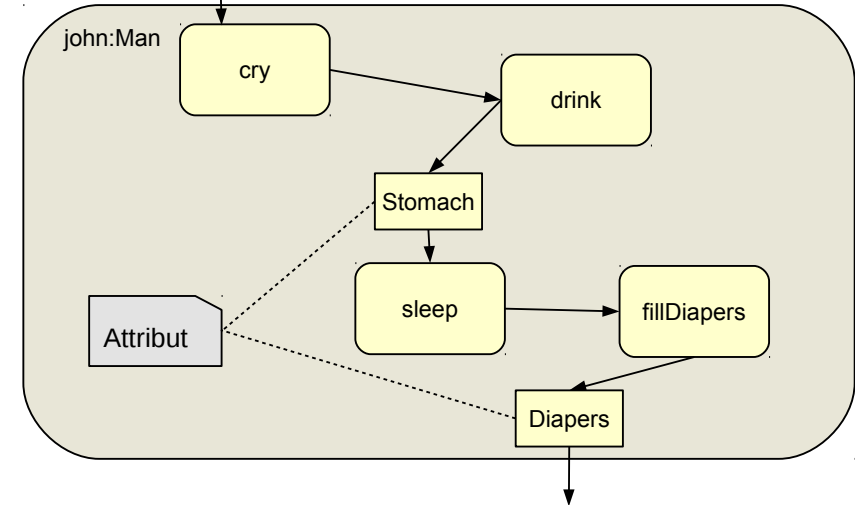 john:Man
cry
drink
Stomach
sleep
fillDiapers
Attribut
Diapers